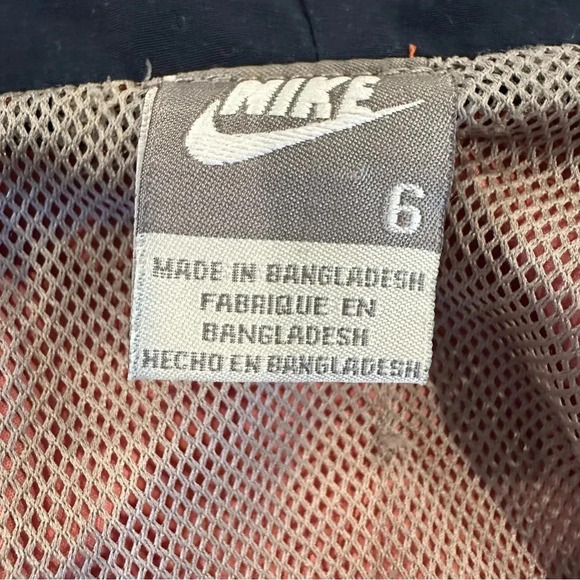 NIKE
6
MADE IN BANGLADESH
FABRIQUE EN
BANGLADESH
HECHO EN BANGLADESH